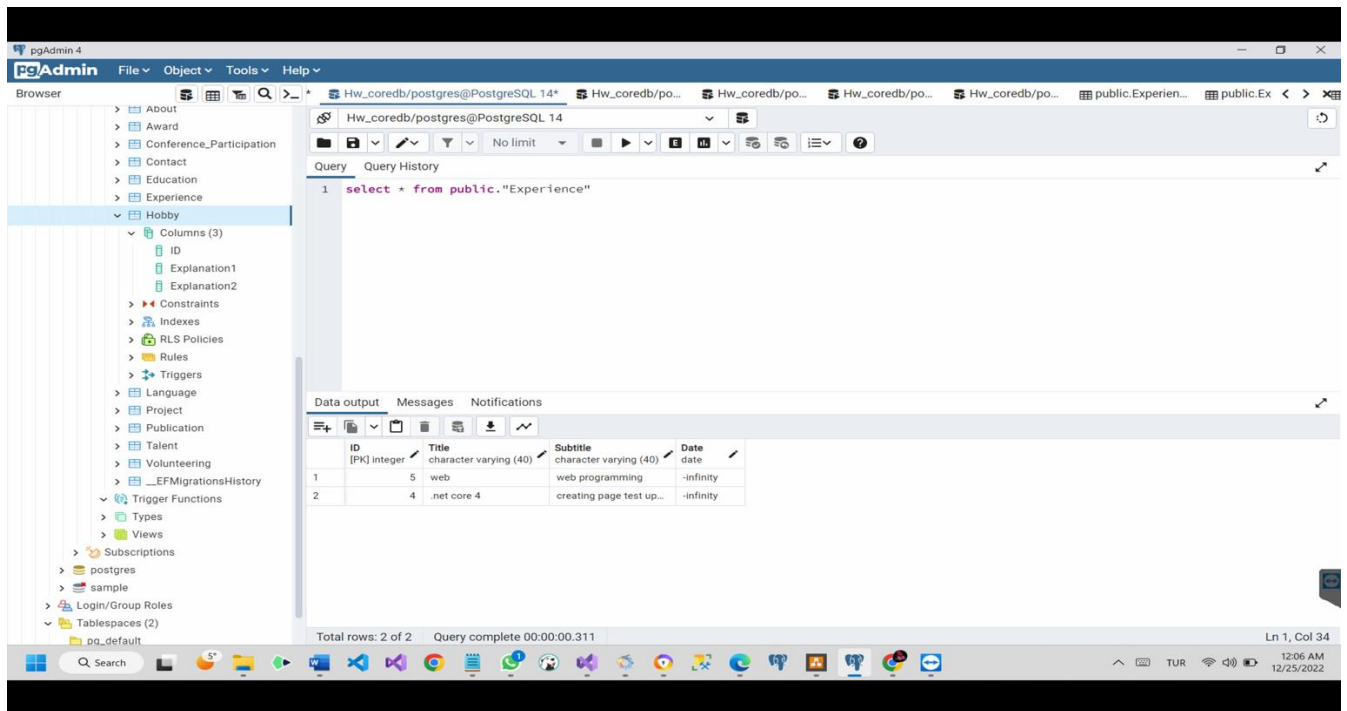 pgAdmin 4
pgAdmin File Object Tools Help
Browser
Hw_coredb/postgres@PostgreSQL 14* Hw_coredb/po... Hw_coredb/po... Hw_coredb/po... Hw_coredb/po... public.Experien... public.Ex
About
Award
Conference_Participation
Contact
Education
Experience
Hobby
Columns (3)
ID
Explanation1
Explanation2
Constraints
Indexes
RLS Policies
Rules
Triggers
Language
Project
Publication
Talent
Volunteering
__EFMigrationsHistory
Trigger Functions
Types
Views
Subscriptions
postgres
sample
Login/Group Roles
Tablespaces (2)
pg_default
Hw_coredb/postgres@PostgreSQL 14
No limit
Query Query History
1 select * from public."Experience"
Data output Messages Notifications
ID Title Subtitle Date
[PK] integer character varying (40) character varying (40) date
1 5 web web programming -infinity
2 4 .net core 4 creating page test up... -infinity
Total rows: 2 of 2 Query complete 00:00:00.311 Ln 1, Col 34
Search 5° TUR 12:06 AM
12/25/2022